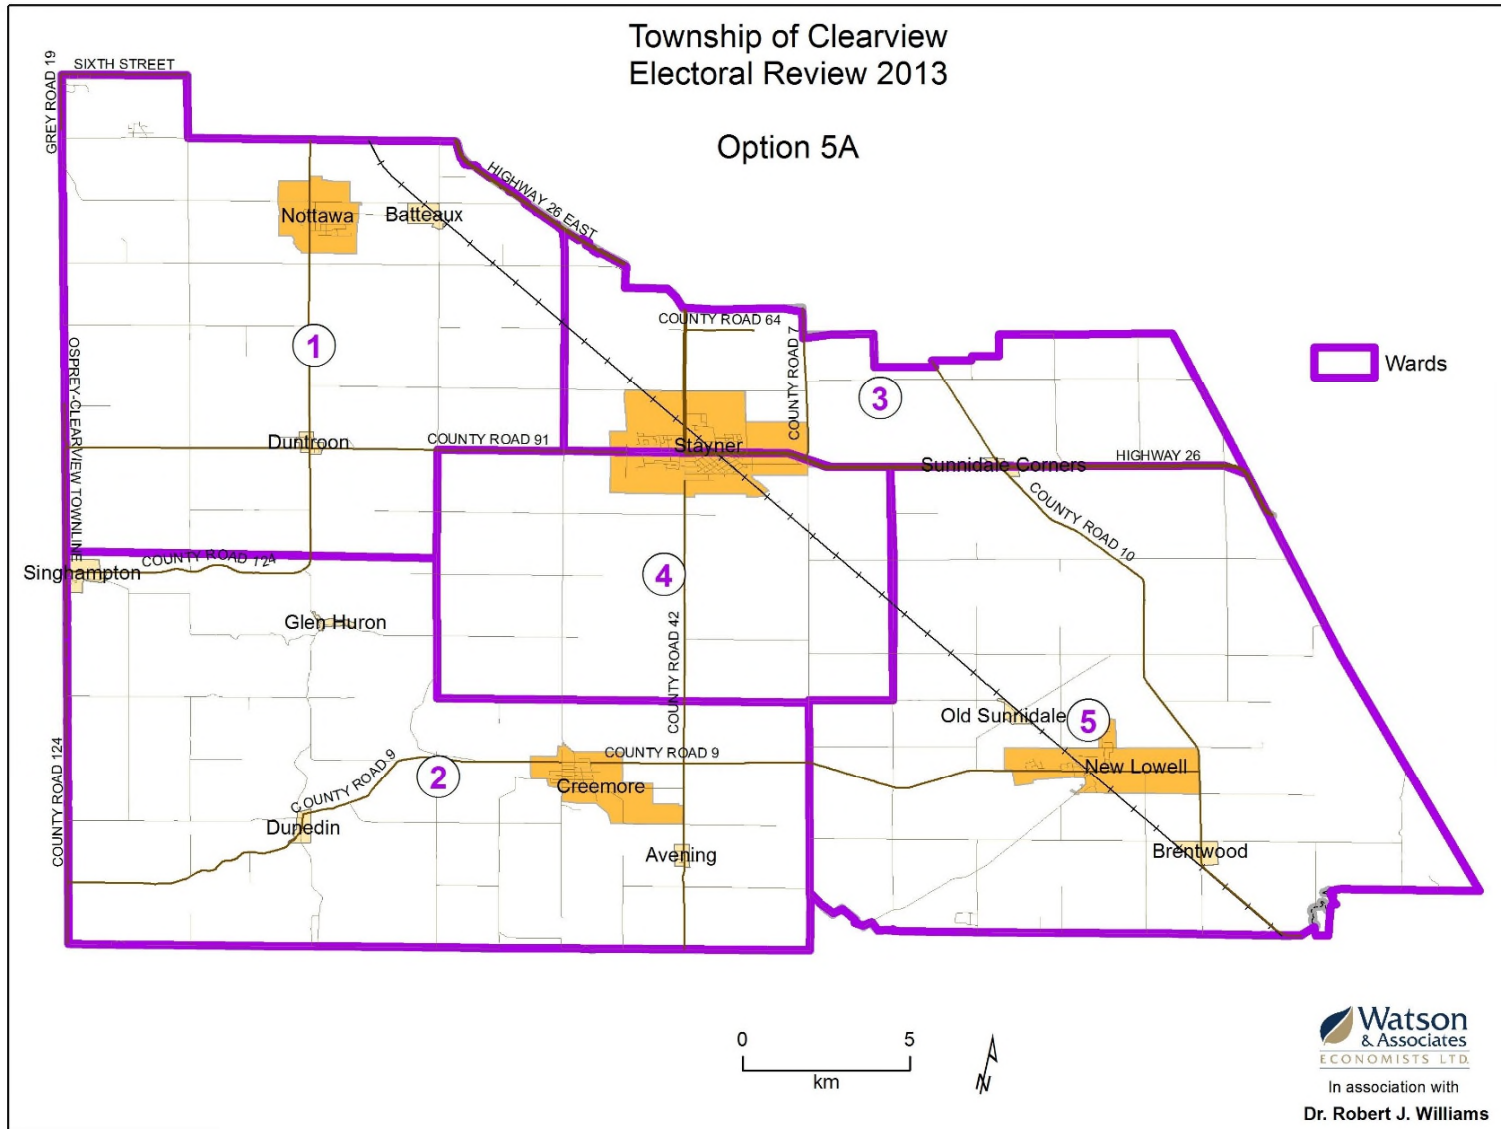 Township of Clearview
Electoral Review 2013
Option 5A
SIXTH STREET
GREY ROAD 19
HIGHWAY 26 EAST
Nottawa
Batteaux
COUNTY ROAD 64
COUNTY ROAD 7
1
3
Wards
OSPREY-CLEARVIEW TOWNLINE
Duntroon
COUNTY ROAD 91
Stayner
Sunnidale Corners
HIGHWAY 26
COUNTY ROAD 10
COUNTY ROAD 124
Singhampton
4
Glen Huron
COUNTY ROAD 42
Old Sunnidale
5
COUNTY ROAD 124
COUNTY ROAD 9
2
COUNTY ROAD 9
New Lowell
Creemore
Dunedin
Avening
Brentwood
0 5
km
N
Watson
& Associates
ECONOMISTS LTD.
In association with
Dr. Robert J. Williams